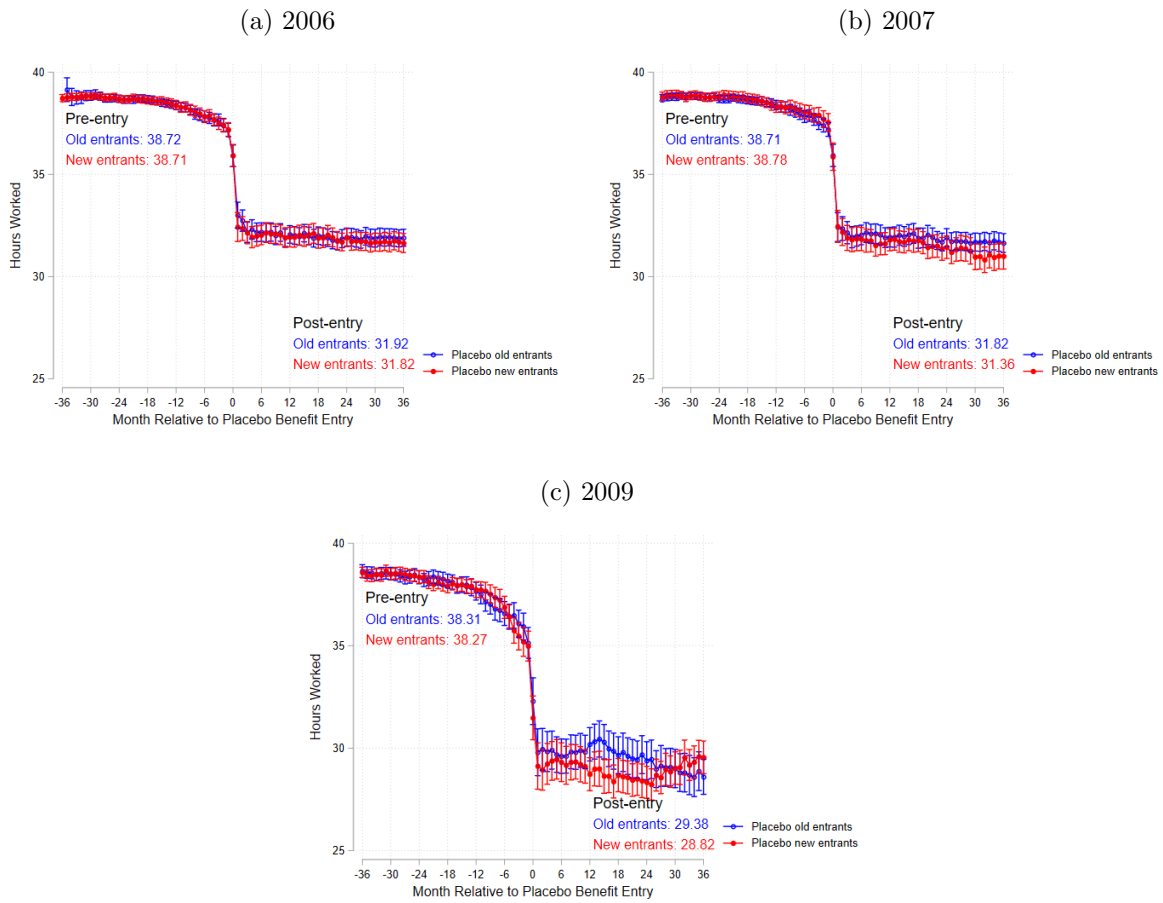 (a) 2006
40
35
30
25
Hours Worked
Pre-entry
Old entrants: 38.72
New entrants: 38.71
Post-entry
Old entrants: 31.92
New entrants: 31.82
Placebo old entrants
Placebo new entrants
-36 -30 -24 -18 -12 -6 0 6 12 18 24 30 36
Month Relative to Placebo Benefit Entry
(b) 2007
40
35
30
25
Hours Worked
Pre-entry
Old entrants: 38.71
New entrants: 38.78
Post-entry
Old entrants: 31.82
New entrants: 31.36
Placebo old entrants
Placebo new entrants
-36 -30 -24 -18 -12 -6 0 6 12 18 24 30 36
Month Relative to Placebo Benefit Entry
(c) 2009
40
35
30
25
Hours Worked
Pre-entry
Old entrants: 38.31
New entrants: 38.27
Post-entry
Old entrants: 29.38
New entrants: 28.82
Placebo old entrants
Placebo new entrants
-36 -30 -24 -18 -12 -6 0 6 12 18 24 30 36
Month Relative to Placebo Benefit Entry